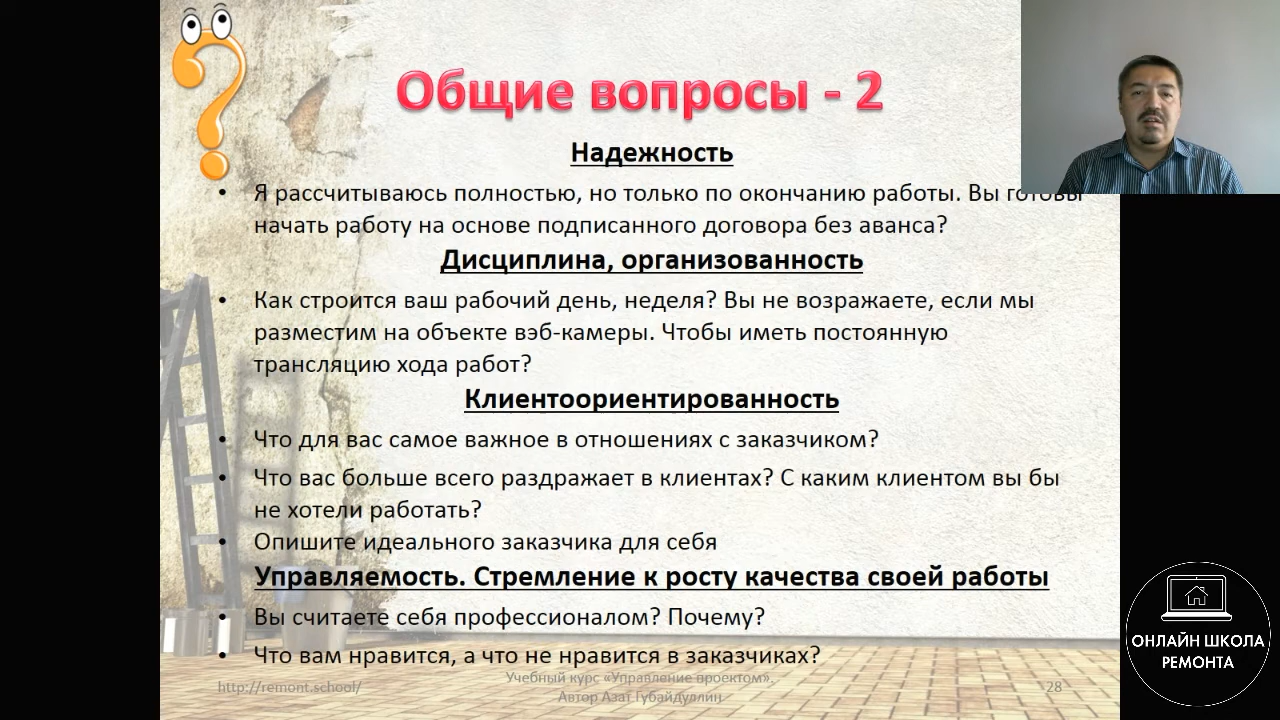 Общие вопросы - 2
Надежность
• Я рассчитываюсь полностью, но только по окончанию работы. Вы готовы
начать работу на основе подписанного договора без аванса?
Дисциплина, организованность
• Как строится ваш рабочий день, неделя? Вы не возражаете, если мы
разместим на объекте вэб-камеры. Чтобы иметь постоянную
трансляцию хода работ?
Клиентоориентированность
• Что для вас самое важное в отношениях с заказчиком?
• Что вас больше всего раздражает в клиентах? С каким клиентом вы бы
не хотели работать?
• Опишите идеального заказчика для себя
Управляемость. Стремление к росту качества своей работы
• Вы считаете себя профессионалом? Почему?
• Что вам нравится, а что не нравится в заказчиках?
http://remont.school/
Учебный курс «Управление проектом».
Автор Азат Губайдуллин
28
ОНЛАЙН ШКОЛА
РЕМОНТА